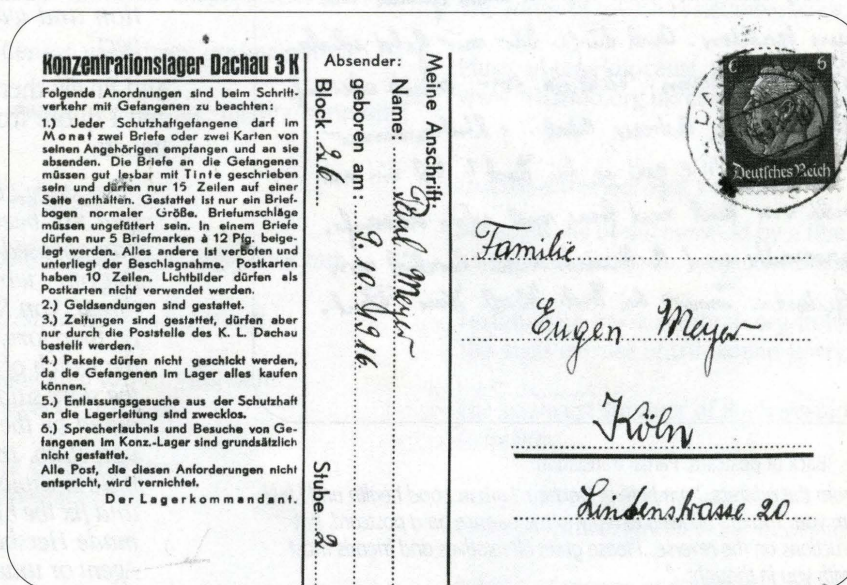 Konzentrationslager Dachau 3 K
Folgende Anordnungen sind beim Schrift-
verkehr mit Gefangenen zu beachten:
1.) Jeder Schutzhaftgefangene darf im
Monat zwei Briefe oder zwei Karten von
seinen Angehörigen empfangen und an sie
absenden. Die Briefe an die Gefangenen
müssen gut lesbar mit Tinte geschrieben
sein und dürfen nur 15 Zeilen auf einer
Seite enthalten. Gestattet ist nur ein Brief-
bogen normaler Größe. Briefumschläge
müssen ungefüttert sein. In einem Briefe
dürfen nur 5 Briefmarken à 12 Pfg. beige-
legt werden. Alles andere ist verboten und
unterliegt der Beschlagnahme. Postkarten
haben 10 Zeilen. Lichtbilder dürfen als
Postkarten nicht verwendet werden.
2.) Geldsendungen sind gestattet.
3.) Zeitungen sind gestattet, dürfen aber
nur durch die Poststelle des K. L. Dachau
bestellt werden.
4.) Pakete dürfen nicht geschickt werden,
da die Gefangenen im Lager alles kaufen
können.
5.) Entlassungsgesuche aus der Schutzhaft
an die Lagerleitung sind zwecklos.
6.) Sprecherlaubnis und Besuche von Ge-
fangenen im Konz.-Lager sind grundsätzlich
nicht gestattet.
Alle Post, die diesen Anforderungen nicht
entspricht, wird vernichtet.
Der Lagerkommandant.
Absender:
Meine Anschrift:
Name: Paul Meyer
geboren am: 9.10.1916.
Block: 26 Stube 2
6 6
Deutsches Reich
Familie
Eugen Meyer
Köln
Lindenstrasse 20